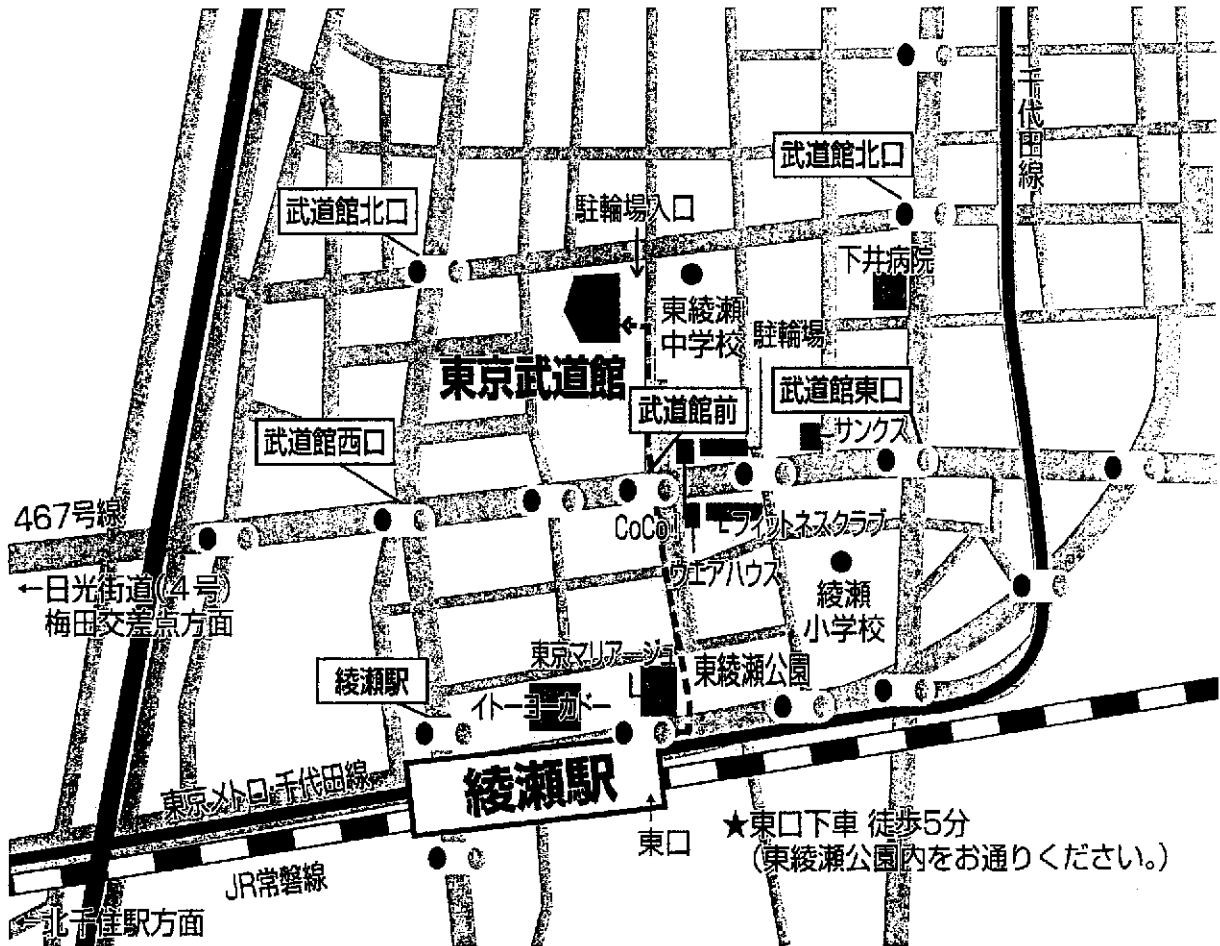 千代田線
武道館北口
武道館北口
駐輪場入口
下井病院
東綾瀬
中学校
駐輪場
東京武道館
武道館前
武道館東口
サンクス
武道館西口
467号線
CoCo1
フィットネスクラブ
ウエアハウス
←日光街道(4号)
梅田交差点方面
綾瀬
小学校
東京マリアージュ
東綾瀬公園
綾瀬駅
イトーヨーカドー
東京メトロ千代田線
綾瀬駅
東口
★東口下車 徒歩5分
(東綾瀬公園内をお通りください。)
JR常磐線
←北千住駅方面